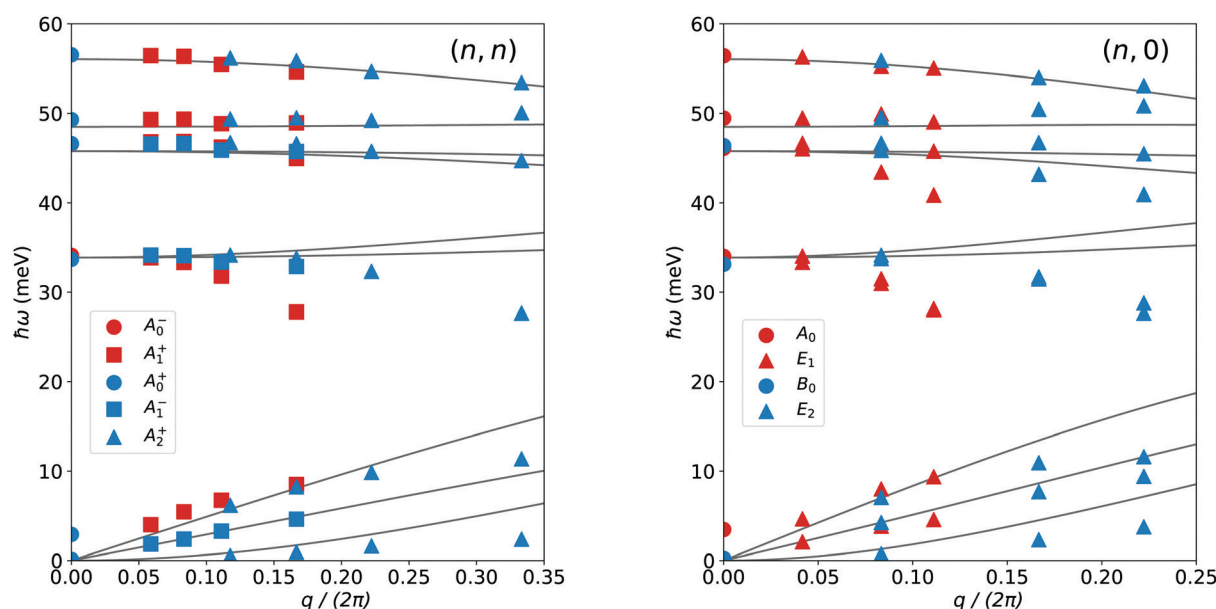 60
50
40
30
20
10
0
ħω (meV)
(n, n)
A₀⁻
A₁⁺
A₀⁺
A₁⁻
A₂⁺
0.00 0.05 0.10 0.15 0.20 0.25 0.30 0.35
q / (2π)
60
50
40
30
20
10
0
ħω (meV)
(n, 0)
A₀
E₁
B₀
E₂
0.00 0.05 0.10 0.15 0.20 0.25
q / (2π)